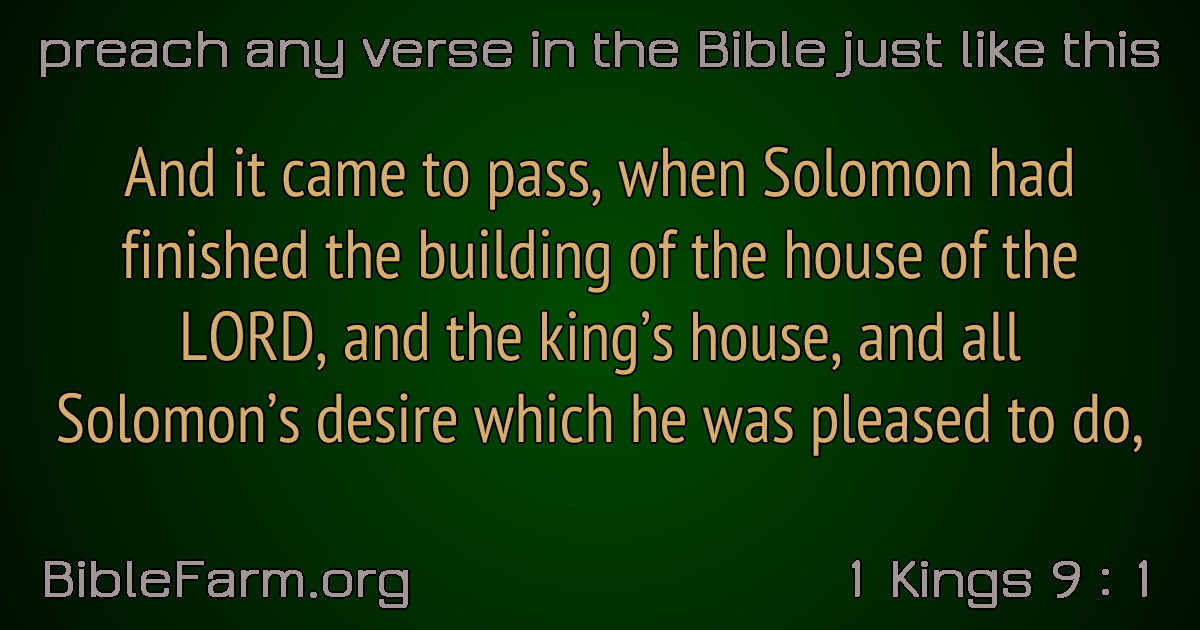 preach any verse in the Bible just like this
And it came to pass, when Solomon had
finished the building of the house of the
LORD, and the king’s house, and all
Solomon’s desire which he was pleased to do,
BibleFarm.org
1 Kings 9 : 1